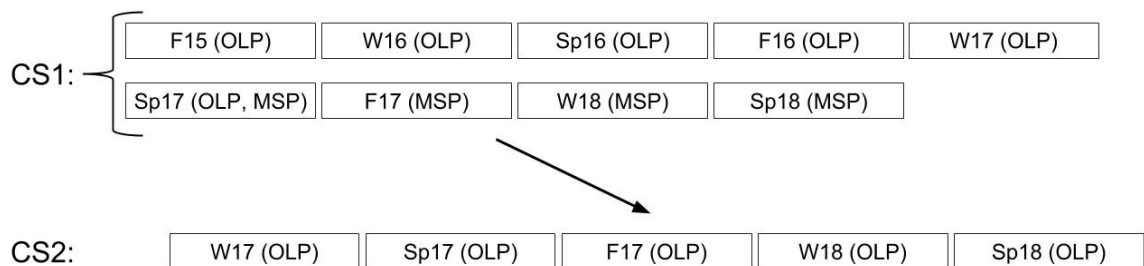 F15 (OLP) W16 (OLP) Sp16 (OLP) F16 (OLP) W17 (OLP)
CS1:
Sp17 (OLP, MSP) F17 (MSP) W18 (MSP) Sp18 (MSP)
CS2: W17 (OLP) Sp17 (OLP) F17 (OLP) W18 (OLP) Sp18 (OLP)